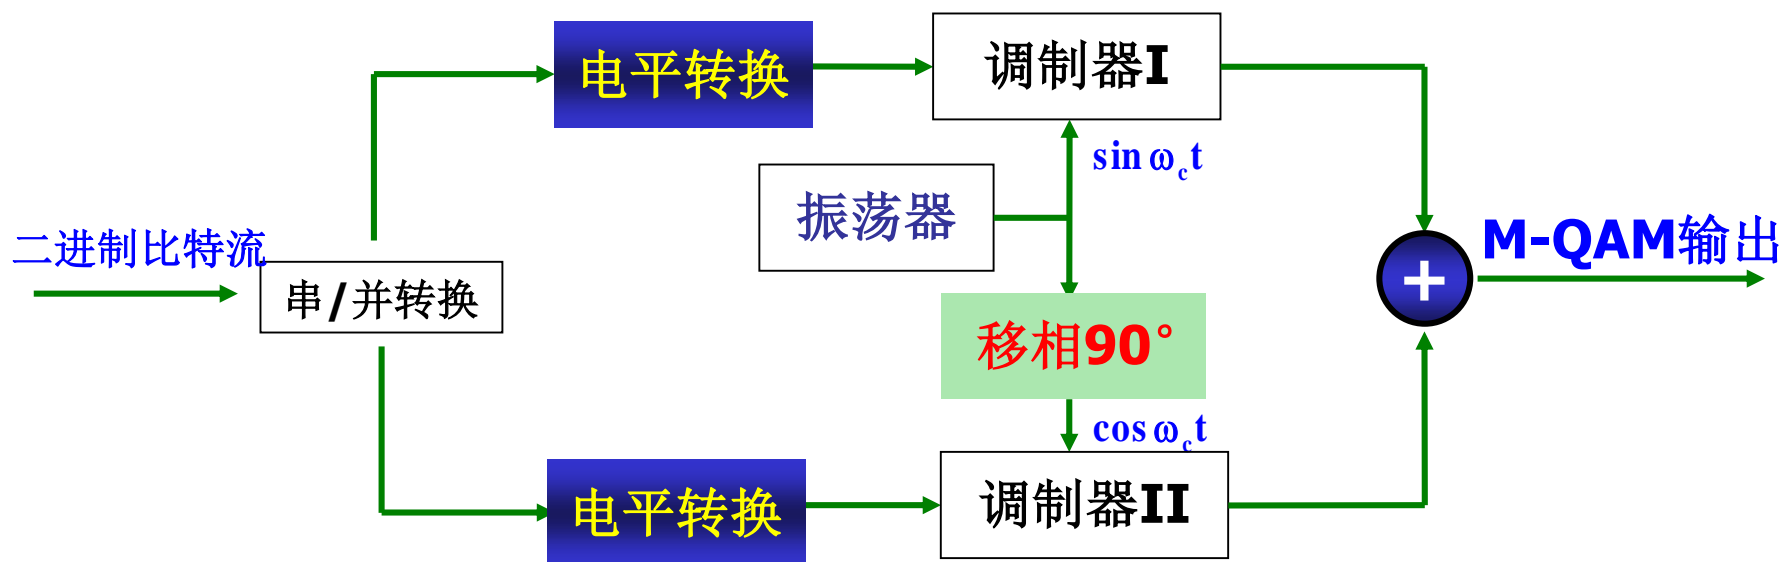 电平转换
调制器I
sin ω_c t
振荡器
二进制比特流
串/并转换
M-QAM输出
+
移相90°
cos ω_c t
电平转换
调制器II